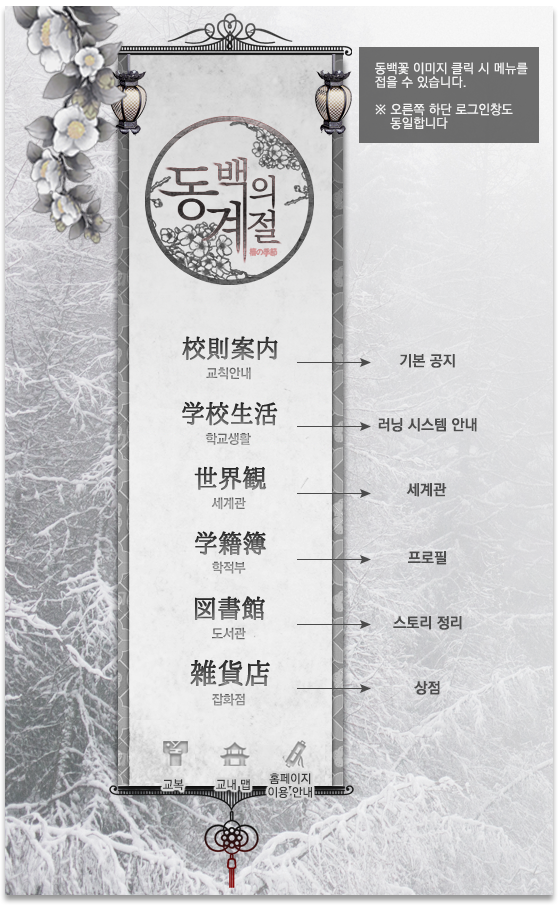 동백꽃 이미지 클릭 시 메뉴를
접을 수 있습니다.
※ 오른쪽 하단 로그인창도
동일합니다
동백의
계절
椿の季節
校則案内
교칙안내
기본 공지
学校生活
학교생활
러닝 시스템 안내
世界観
세계관
세계관
学籍簿
학적부
프로필
図書館
도서관
스토리 정리
雑貨店
잡화점
상점
교복
교내 맵
홈페이지
이용 안내